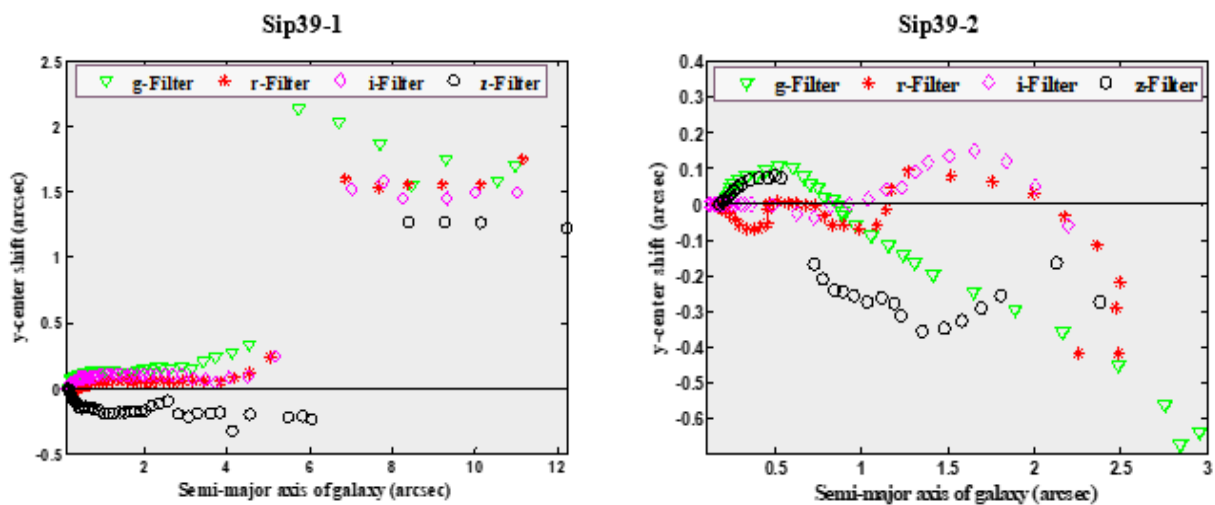 Sip39-1
2.5
g-Filter r-Filter i-Filter z-Filter
2
1.5
1
0.5
0
-0.5
y-center shift (arcsec)
2 4 6 8 10 12
Semi-major axis of galaxy (arcsec)
Sip39-2
0.4
g-Filter r-Filter i-Filter z-Filter
0.3
0.2
0.1
0
-0.1
-0.2
-0.3
-0.4
-0.5
-0.6
y-center shift (arcsec)
0.5 1 1.5 2 2.5 3
Semi-major axis of galaxy (arcsec)